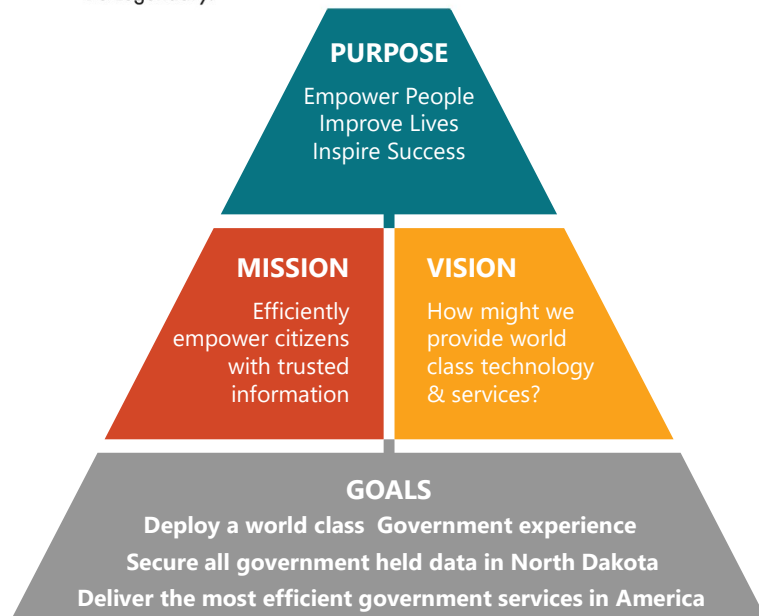 PURPOSE
Empower People
Improve Lives
Inspire Success
MISSION
Efficiently
empower citizens
with trusted
information
VISION
How might we
provide world
class technology
& services?
GOALS
Deploy a world class  Government experience
Secure all government held data in North Dakota
Deliver the most efficient government services in America